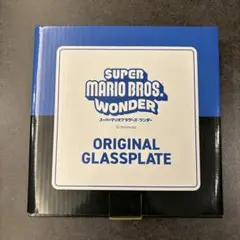 SUPER
MARIO BROS.
WONDER
スーパーマリオブラザーズ ワンダー
© Nintendo
ORIGINAL
GLASSPLATE